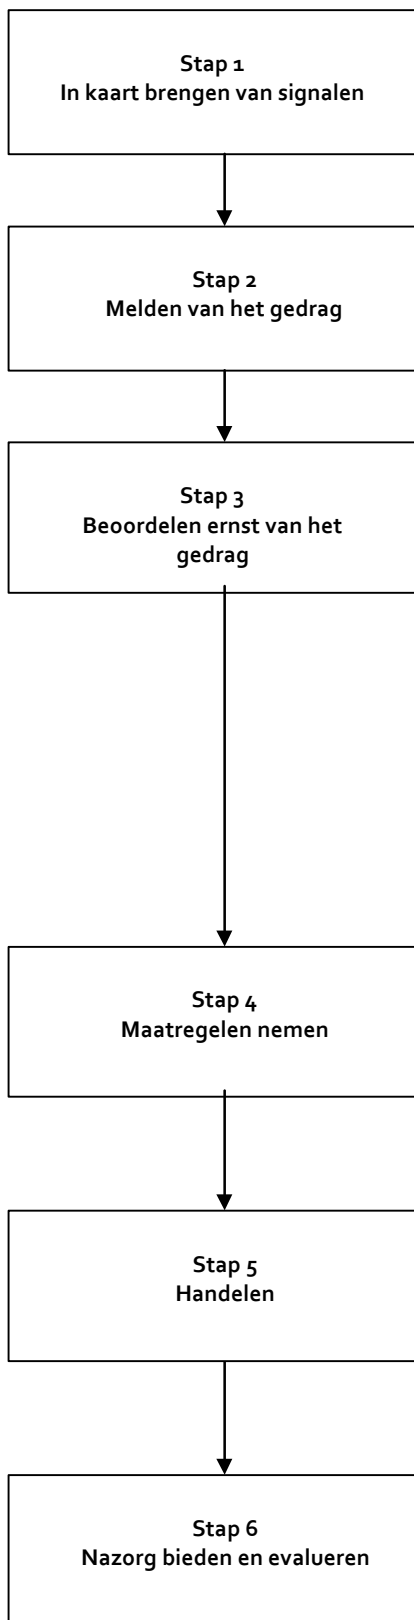 Stap 1
In kaart brengen van signalen
Stap 2
Melden van het gedrag
Stap 3
Beoordelen ernst van het
gedrag
Stap 4
Maatregelen nemen
Stap 5
Handelen
Stap 6
Nazorg bieden en evalueren